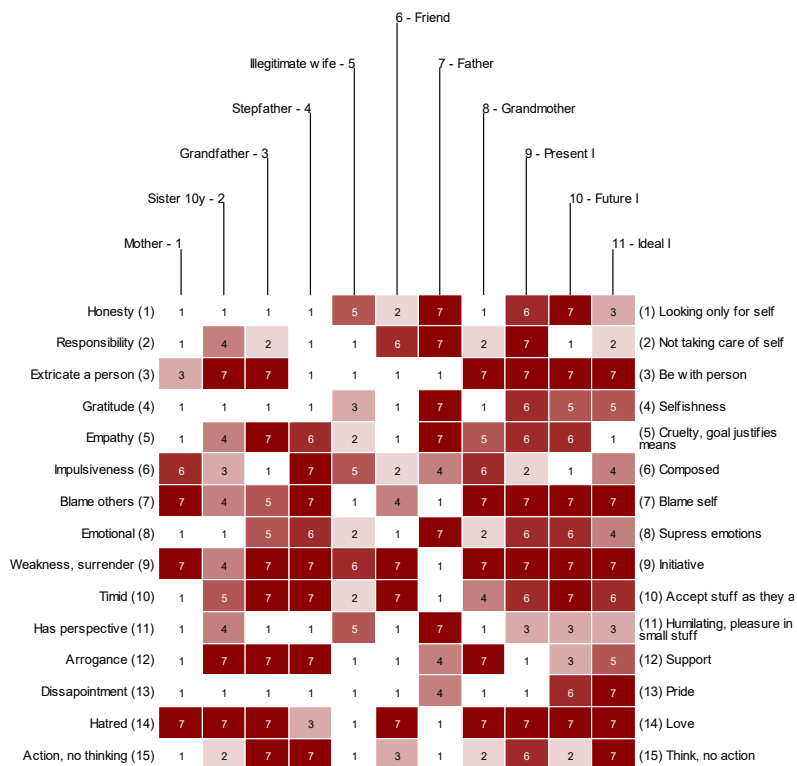 6 - Friend
Illegitimate wife - 5
7 - Father
Stepfather - 4
8 - Grandmother
Grandfather - 3
9 - Present I
Sister 10y - 2
10 - Future I
Mother - 1
11 - Ideal I
Honesty (1) 1 1 1 1 5 2 7 1 6 7 3 (1) Looking only for self
Responsibility (2) 1 4 2 1 1 6 7 2 7 1 2 (2) Not taking care of self
Extricate a person (3) 3 7 7 1 1 1 1 7 7 7 7 (3) Be with person
Gratitude (4) 1 1 1 1 3 1 7 1 6 5 5 (4) Selfishness
Empathy (5) 1 4 7 6 2 1 7 5 6 6 1 (5) Cruelty, goal justifies
means
Impulsiveness (6) 6 3 1 7 5 2 4 6 2 1 4 (6) Composed
Blame others (7) 7 4 5 7 1 4 1 7 7 7 7 (7) Blame self
Emotional (8) 1 1 5 6 2 1 7 2 6 6 4 (8) Supress emotions
Weakness, surrender (9) 7 4 7 7 6 7 1 7 7 7 7 (9) Initiative
Timid (10) 1 5 7 7 2 7 1 4 6 7 6 (10) Accept stuff as they a
Has perspective (11) 1 4 1 1 5 1 7 1 3 3 3 (11) Humilating, pleasure in
small stuff
Arrogance (12) 1 7 7 7 1 1 4 7 1 3 5 (12) Support
Dissapointment (13) 1 1 1 1 1 1 4 1 1 6 7 (13) Pride
Hatred (14) 7 7 7 3 1 7 1 7 7 7 7 (14) Love
Action, no thinking (15) 1 2 7 7 1 3 1 2 6 2 7 (15) Think, no action